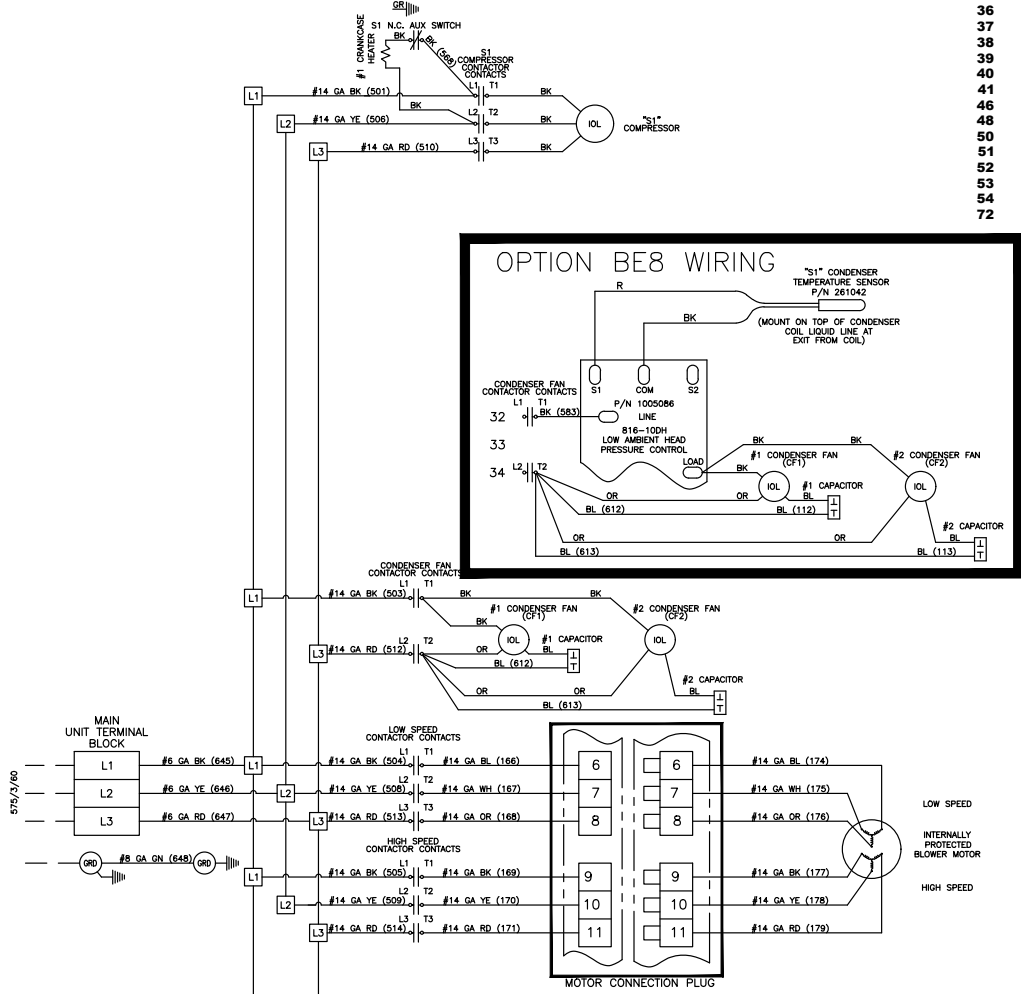 GR
S1 N.C. AUX SWITCH
BK
BK (568)
#1 CRANKCASE
HEATER
S1
COMPRESSOR
CONTACTOR
CONTACTS
L1 #14 GA BK (501) L1 T1 BK
BK
L2 #14 GA YE (506) L2 T2 BK IOL
"S1"
COMPRESSOR
L3 #14 GA RD (510) L3 T3 BK
36
37
38
39
40
41
46
48
50
51
52
53
54
72
OPTION BE8 WIRING
"S1" CONDENSER
TEMPERATURE SENSOR
P/N 261042
R
BK
(MOUNT ON TOP OF CONDENSER
COIL LIQUID LINE AT
EXIT FROM COIL)
S1 COM S2
CONDENSER FAN
CONTACTOR CONTACTS
L1 T1
32 BK (583)
P/N 1005086
LINE
816-10DH
LOW AMBIENT HEAD
PRESSURE CONTROL
LOAD
33
34 L2 T2
BK BK
BK
#1 CONDENSER FAN
(CF1)
#2 CONDENSER FAN
(CF2)
IOL IOL
#1 CAPACITOR
OR OR BL
BL (612) BL (112)
#2 CAPACITOR
OR OR BL
BL (613) BL (113)
CONDENSER FAN
CONTACTOR CONTACTS
L1 T1
L1 #14 GA BK (503) BK BK
BK
#1 CONDENSER FAN
(CF1)
#2 CONDENSER FAN
(CF2)
IOL IOL
L3 #14 GA RD (512) L2 T2 OR BL
#1 CAPACITOR
BL (612)
#2 CAPACITOR
OR OR BL
BL (613)
MAIN
UNIT TERMINAL
BLOCK
575/3/60
LOW SPEED
CONTACTOR CONTACTS
L1 #6 GA BK (645) L1 #14 GA BK (504) L1 T1 #14 GA BL (166) 6 6 #14 GA BL (174)
L2 #6 GA YE (646) L2 #14 GA YE (508) L2 T2 #14 GA WH (167) 7 7 #14 GA WH (175)
L3 #6 GA RD (647) L3 #14 GA RD (513) L3 T3 #14 GA OR (168) 8 8 #14 GA OR (176)
LOW SPEED
INTERNALLY
PROTECTED
BLOWER MOTOR
HIGH SPEED
GRD #8 GA GN (648) GRD
HIGH SPEED
CONTACTOR CONTACTS
L1 #14 GA BK (505) L1 T1 #14 GA BK (169) 9 9 #14 GA BK (177)
L2 #14 GA YE (509) L2 T2 #14 GA YE (170) 10 10 #14 GA YE (178)
L3 #14 GA RD (514) L3 T3 #14 GA RD (171) 11 11 #14 GA RD (179)
MOTOR CONNECTION PLUG